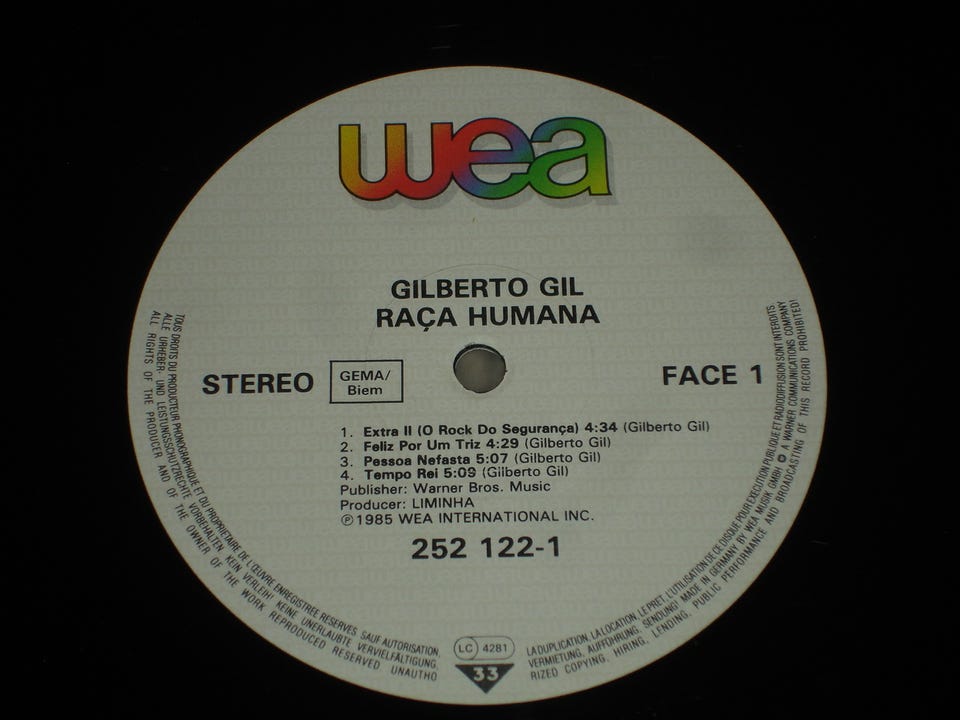 wea
GILBERTO GIL
RAÇA HUMANA
STEREO
GEMA/
Biem
FACE 1
1. Extra II (O Rock Do Segurança) 4:34 (Gilberto Gil)
2. Feliz Por Um Triz 4:29 (Gilberto Gil)
3. Pessoa Nefasta 5:07 (Gilberto Gil)
4. Tempo Rei 5:09 (Gilberto Gil)
Publisher: Warner Bros. Music
Producer: LIMINHA
Ⓟ1985 WEA INTERNATIONAL INC.
252 122-1
TOUS DROITS DU PRODUCTEUR PHONOGRAPHIQUE ET DU PROPRIETAIRE DE L'ŒUVRE ENREGISTREE RESERVES SAUF AUTORISATION,
ALLE URHEBER- UND LEISTUNGSSCHUTZRECHTE VORBEHALTEN. KEIN VERLEIH! KEINE UNERLAUBTE VERVIELFÄLTIGUNG,
ALL RIGHTS OF THE PRODUCER AND OF THE OWNER OF THE WORK REPRODUCED RESERVED UNAUTHO
LC 4281
33
LA DUPLICATION, LA LOCATION, LE PRET, L'UTILISATION DE CE DISQUE POUR EXECUTION PUBLIQUE ET RADIODIFFUSION SONT INTERDITS.
VERMIETUNG, AUFFÜHRUNG, SENDUNG! MADE IN GERMANY BY WEA MUSIK GMBH A WARNER COMMUNICATIONS COMPANY
RIZED COPYING, HIRING, LENDING, PUBLIC PERFORMANCE AND BROADCASTING OF THIS RECORD PROHIBITED!